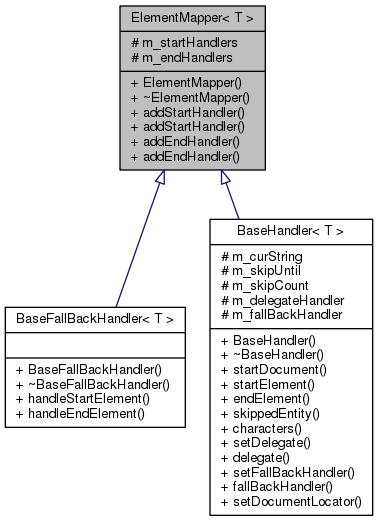 ElementMapper< T >
# m_startHandlers
# m_endHandlers
+ ElementMapper()
+ ~ElementMapper()
+ addStartHandler()
+ addStartHandler()
+ addEndHandler()
+ addEndHandler()
BaseFallBackHandler< T >
+ BaseFallBackHandler()
+ ~BaseFallBackHandler()
+ handleStartElement()
+ handleEndElement()
BaseHandler< T >
# m_curString
# m_skipUntil
# m_skipCount
# m_delegateHandler
# m_fallBackHandler
+ BaseHandler()
+ ~BaseHandler()
+ startDocument()
+ startElement()
+ endElement()
+ skippedEntity()
+ characters()
+ setDelegate()
+ delegate()
+ setFallBackHandler()
+ fallBackHandler()
+ setDocumentLocator()